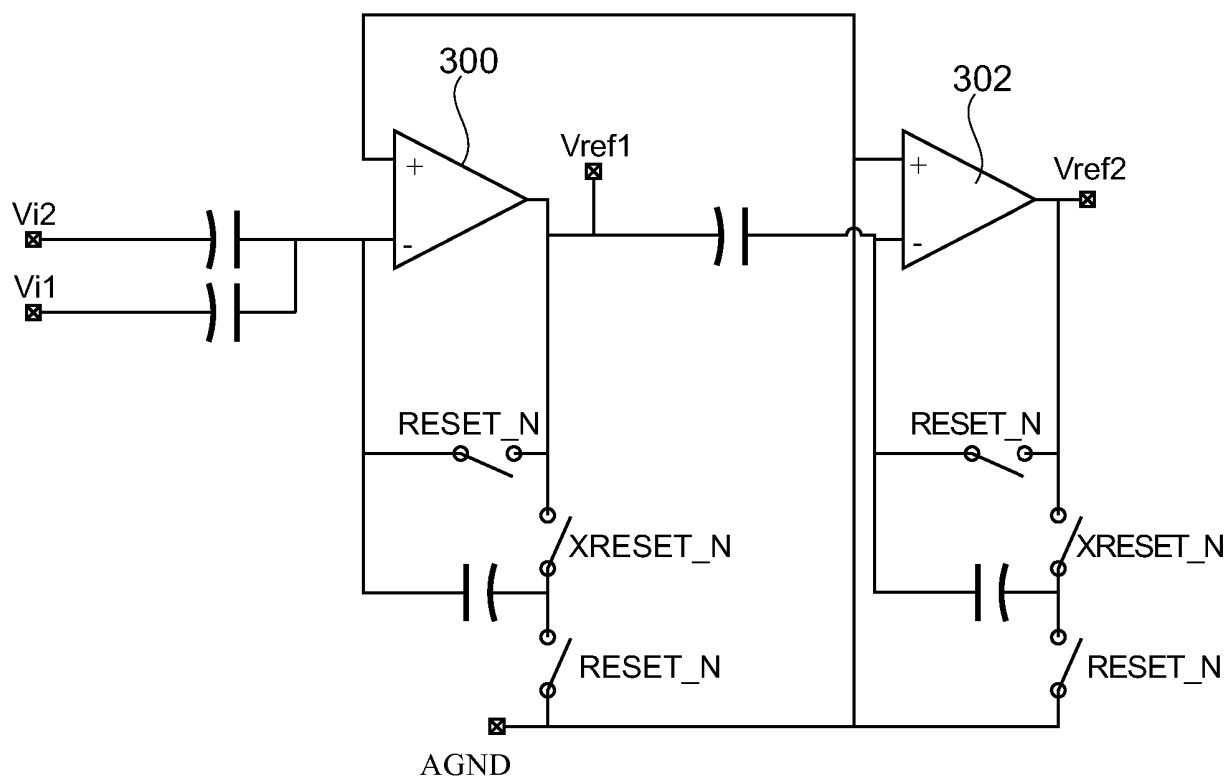 300
302
Vref1
Vref2
+
+
Vi2
-
-
Vi1
RESET_N
RESET_N
XRESET_N
XRESET_N
RESET_N
RESET_N
AGND